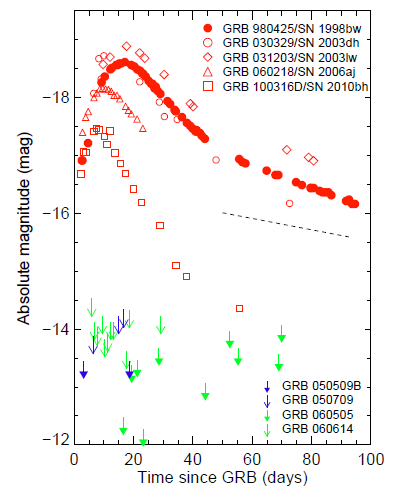 GRB 980425/SN 1998bw
GRB 030329/SN 2003dh
GRB 031203/SN 2003lw
GRB 060218/SN 2006aj
GRB 100316D/SN 2010bh
−18
−16
−14
−12
Absolute magnitude (mag)
GRB 050509B
GRB 050709
GRB 060505
GRB 060614
0 20 40 60 80 100
Time since GRB (days)